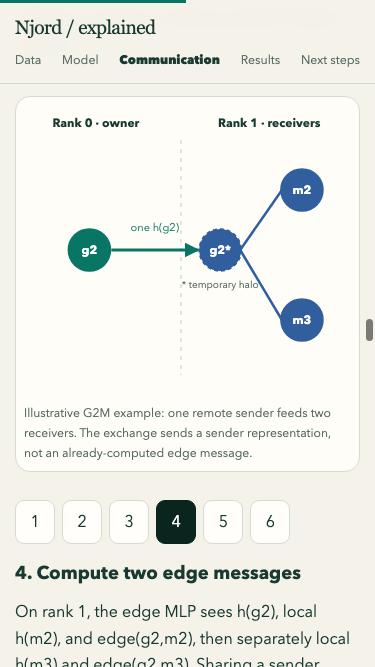 Njord / explained
Data Model Communication Results Next steps
Rank 0 · owner Rank 1 · receivers
m2
one h(g2)
g2 g2*
* temporary halo
m3
Illustrative G2M example: one remote sender feeds two
receivers. The exchange sends a sender representation,
not an already-computed edge message.
1 2 3 4 5 6
4. Compute two edge messages
On rank 1, the edge MLP sees h(g2), local
h(m2), and edge(g2,m2), then separately local
h(m3) and edge(g2,m3). Sharing a sender